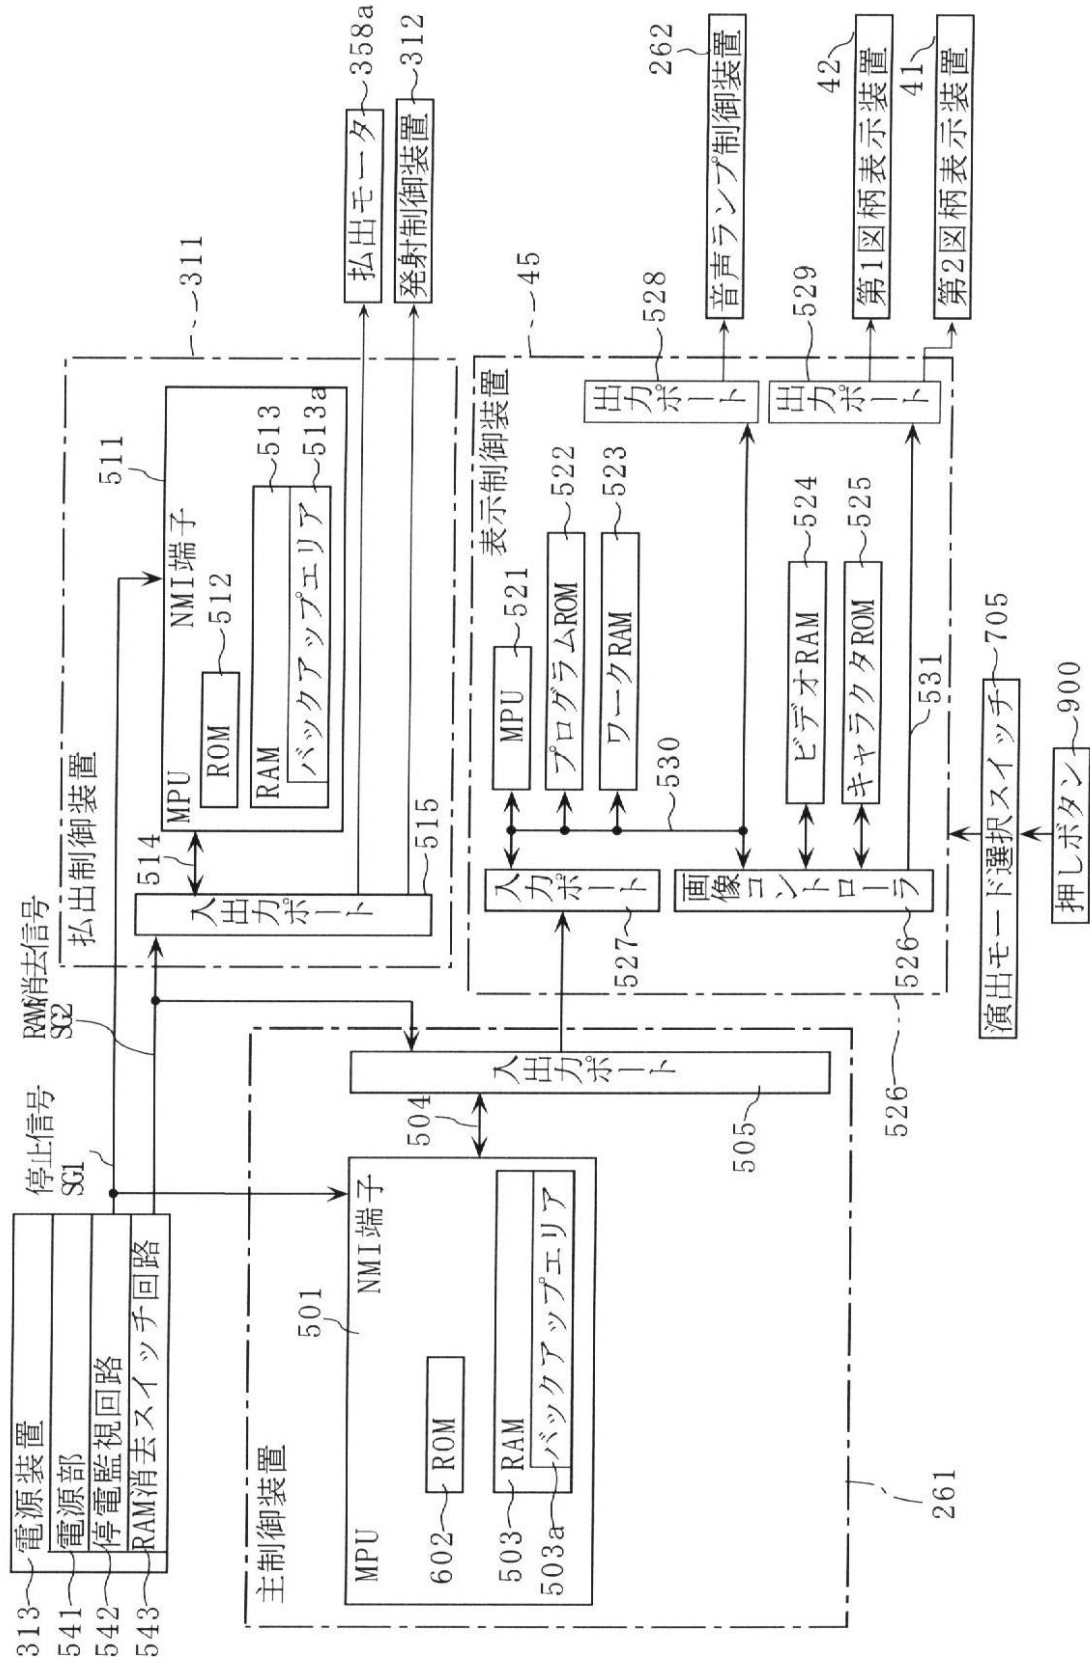 313
電源装置
541
電源部
542
停電監視回路
543
RAM消去スイッチ回路
停止信号
SG1
RAM消去信号
SG2
払出制御装置
311
511
MPU
NMI端子
ROM
512
RAM
513
バックアップエリア
513a
514
入出力ポート
515
払出モータ
358a
発射制御装置
312
主制御装置
261
501
MPU
NMI端子
602
ROM
503
RAM
503a
バックアップエリア
504
入出力ポート
505
表示制御装置
45
MPU
521
プログラムROM
522
ワークRAM
523
530
入力ポート
527
ビデオRAM
524
キャラクタROM
525
531
画像コントローラ
526
526
出力ポート
528
出力ポート
529
音声ランプ制御装置
262
第1図柄表示装置
42
第2図柄表示装置
41
演出モード選択スイッチ
705
押しボタン
900